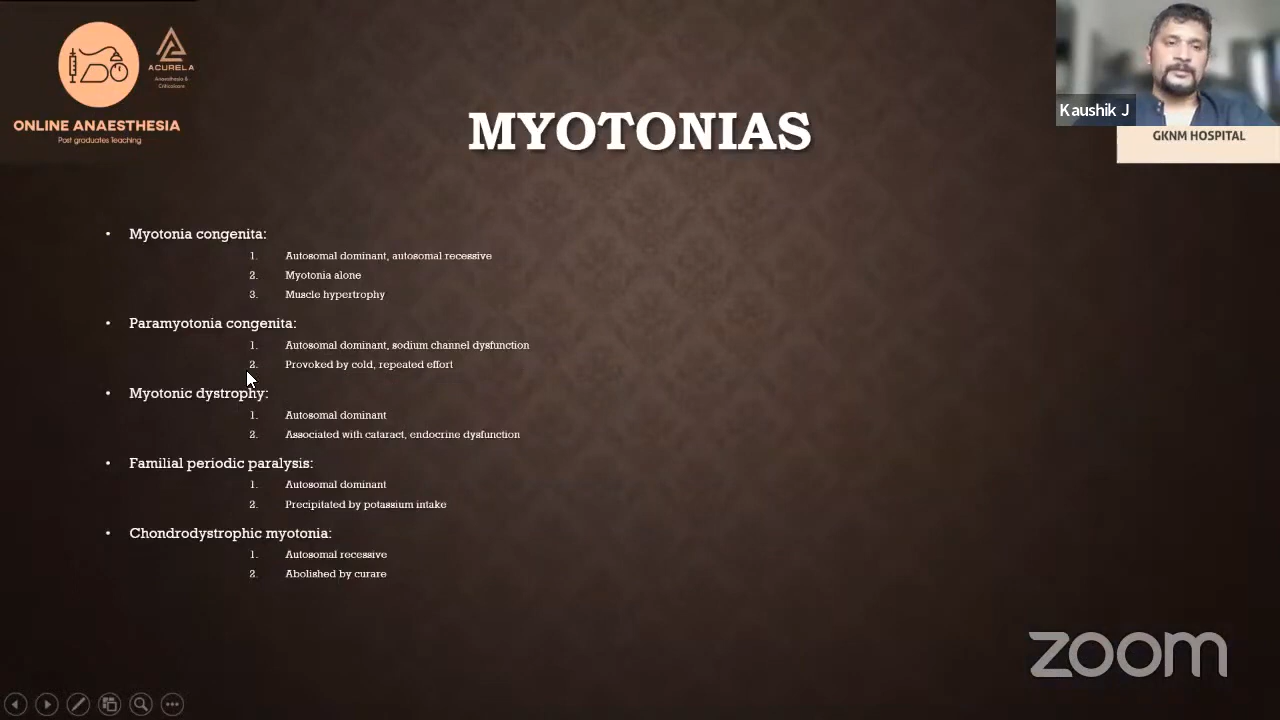 ACURELA
Anaesthesia &
Criticalcare
ONLINE ANAESTHESIA
Post graduates Teaching
Kaushik J
GKNM HOSPITAL
MYOTONIAS
• Myotonia congenita:
1. Autosomal dominant, autosomal recessive
2. Myotonia alone
3. Muscle hypertrophy
• Paramyotonia congenita:
1. Autosomal dominant, sodium channel dysfunction
2. Provoked by cold, repeated effort
• Myotonic dystrophy:
1. Autosomal dominant
2. Associated with cataract, endocrine dysfunction
• Familial periodic paralysis:
1. Autosomal dominant
2. Precipitated by potassium intake
• Chondrodystrophic myotonia:
1. Autosomal recessive
2. Abolished by curare
zoom